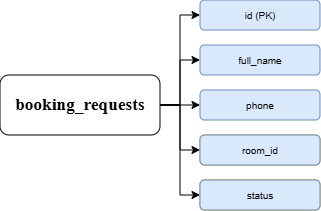 booking_requests
id (PK)
full_name
phone
room_id
status